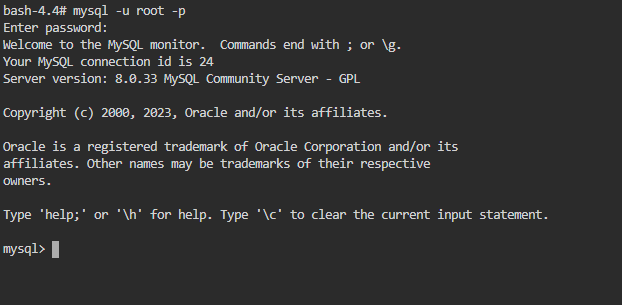 bash-4.4# mysql -u root -p
Enter password:
Welcome to the MySQL monitor.  Commands end with ; or \g.
Your MySQL connection id is 24
Server version: 8.0.33 MySQL Community Server - GPL
Copyright (c) 2000, 2023, Oracle and/or its affiliates.
Oracle is a registered trademark of Oracle Corporation and/or its
affiliates. Other names may be trademarks of their respective
owners.
Type 'help;' or '\h' for help. Type '\c' to clear the current input statement.
mysql>